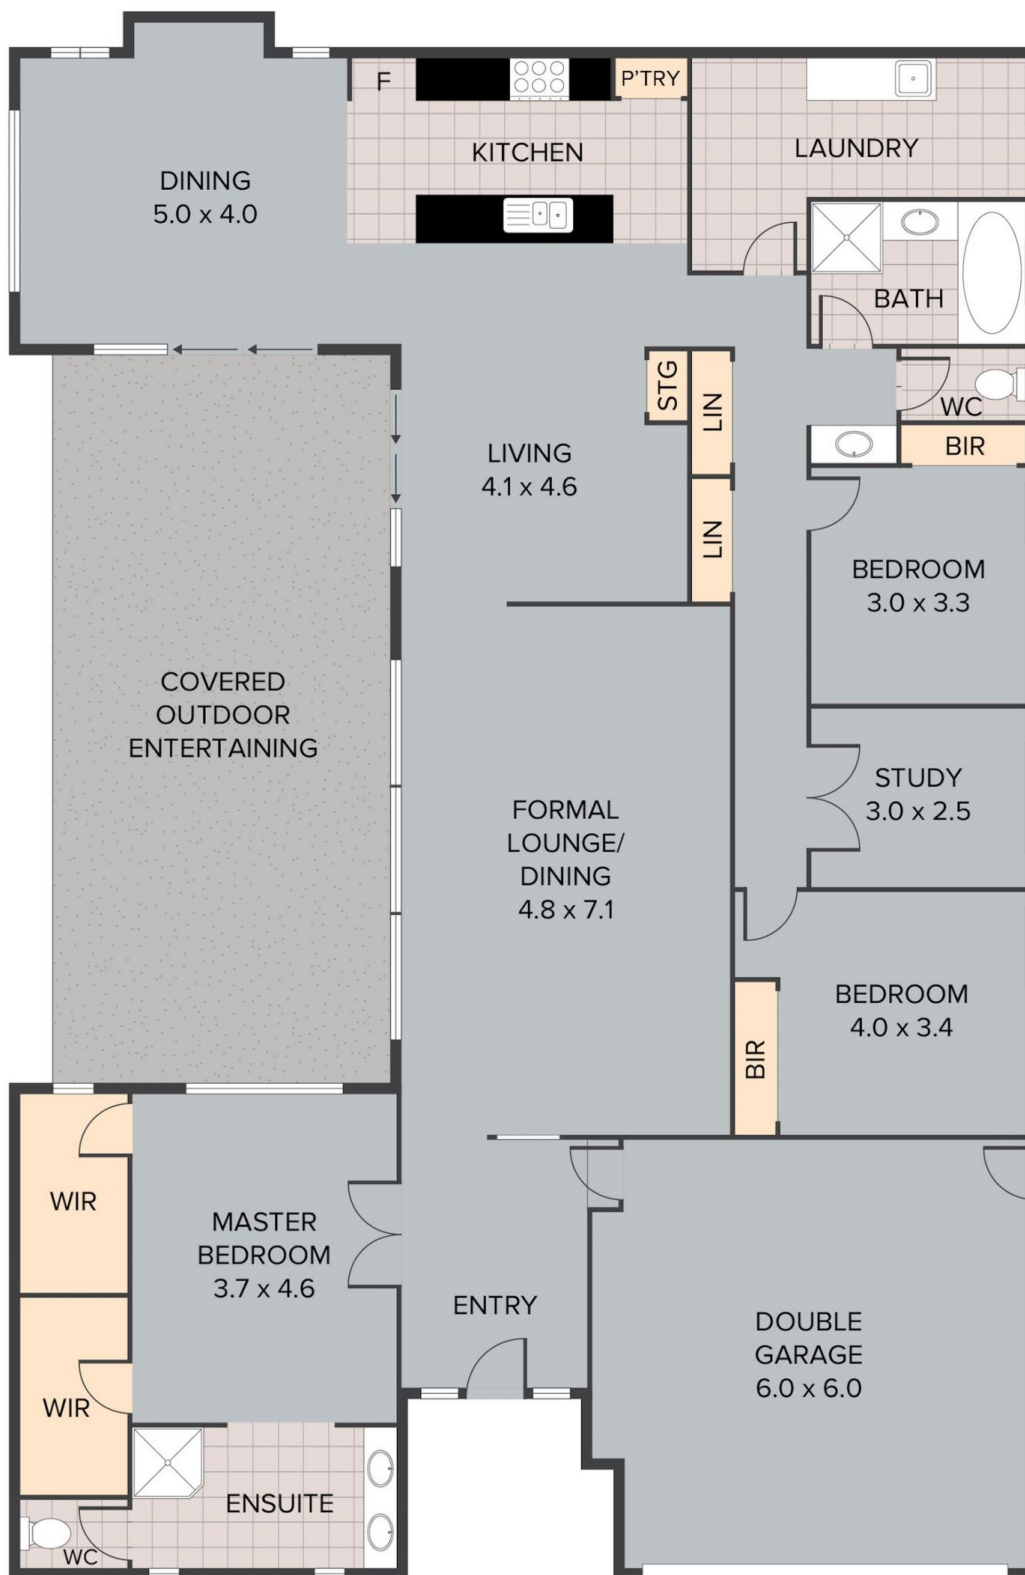 F
P'TRY
KITCHEN
LAUNDRY
DINING
5.0 x 4.0
BATH
STG
LIN
WC
BIR
LIVING
4.1 x 4.6
LIN
BEDROOM
3.0 x 3.3
COVERED
OUTDOOR
ENTERTAINING
STUDY
3.0 x 2.5
FORMAL
LOUNGE/
DINING
4.8 x 7.1
BEDROOM
4.0 x 3.4
BIR
WIR
MASTER
BEDROOM
3.7 x 4.6
ENTRY
DOUBLE
GARAGE
6.0 x 6.0
WIR
ENSUITE
WC